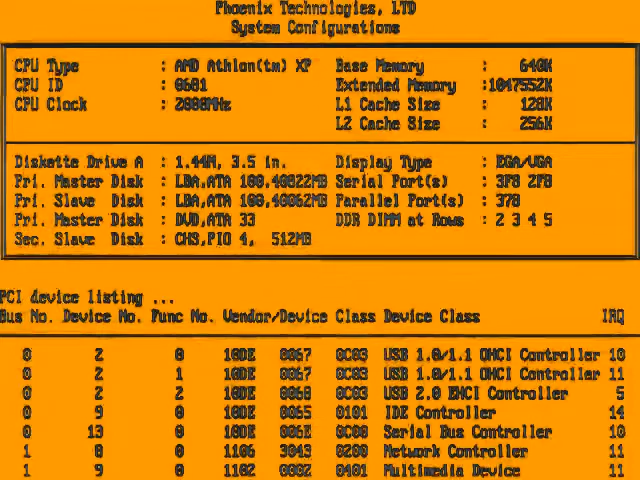 Phoenix Technologies, LTD
System Configurations
CPU Type : AMD Athlon(tm) XP Base Memory : 640K
CPU ID : 0681 Extended Memory :1047552K
CPU Clock : 2000MHz L1 Cache Size : 128K
L2 Cache Size : 256K
Diskette Drive A : 1.44M, 3.5 in. Display Type : EGA/VGA
Pri. Master Disk : LBA,ATA 100,40822MB Serial Port(s) : 3F8 2F8
Pri. Slave Disk : LBA,ATA 100,40062MB Parallel Port(s) : 378
Pri. Master Disk : DVD,ATA 33 DDR DIMM at Rows : 2 3 4 5
Sec. Slave Disk : CHS,PIO 4, 512MB
PCI device listing ...
Bus No. Device No. Func No. Vendor/Device Class Device Class IRQ
0 2 0 10DE 0067 0C03 USB 1.0/1.1 OHCI Controller 10
0 2 1 10DE 0067 0C03 USB 1.0/1.1 OHCI Controller 11
0 2 2 10DE 0068 0C03 USB 2.0 EHCI Controller 5
0 9 0 10DE 0065 0101 IDE Controller 14
0 13 0 10DE 006E 0C00 Serial Bus Controller 10
1 8 0 1106 3043 0200 Network Controller 11
1 9 0 1102 0002 0401 Multimedia Device 11